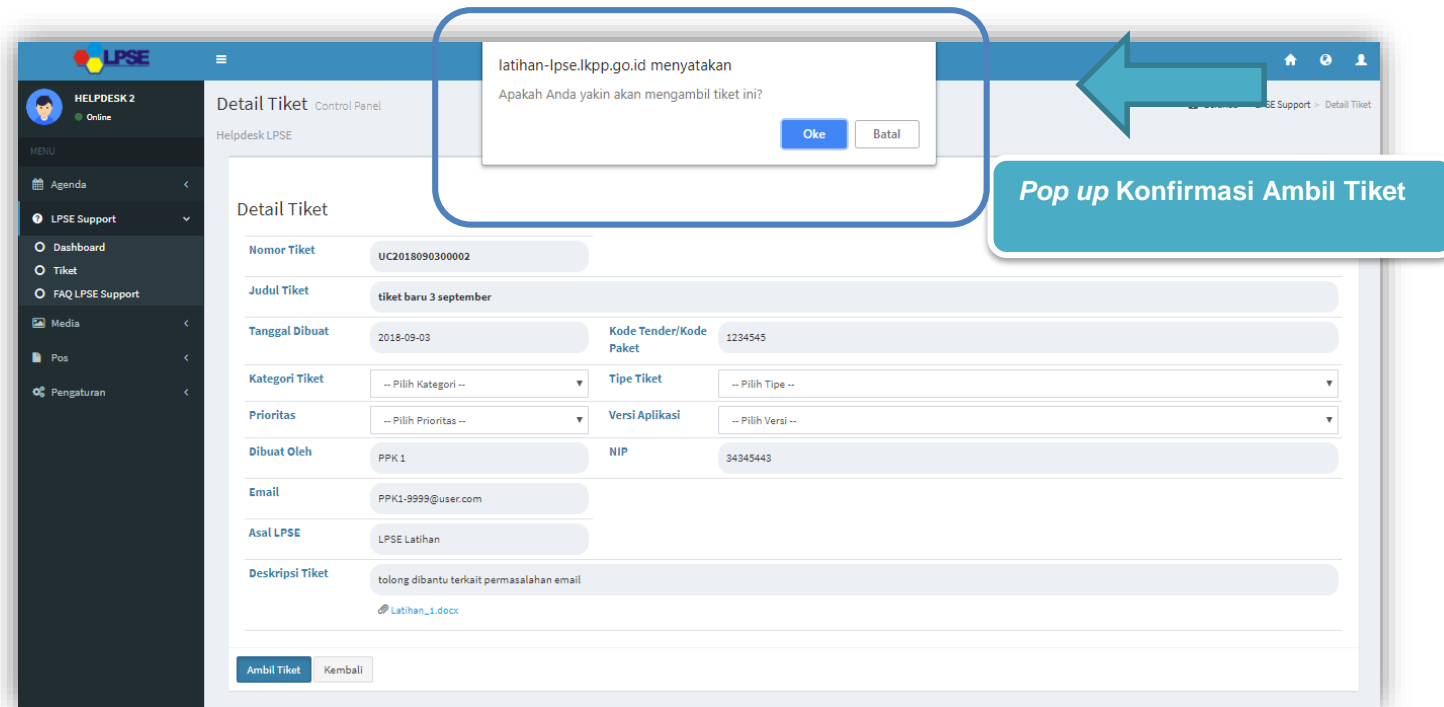 LPSE
latihan-lpse.lkpp.go.id menyatakan
Apakah Anda yakin akan mengambil tiket ini?
Oke Batal
HELPDESK 2
Online
MENU
Agenda
LPSE Support
Dashboard
Tiket
FAQ LPSE Support
Media
Pos
Pengaturan
Detail Tiket Control Panel
SE Support > Detail Tiket
Helpdesk LPSE
Pop up Konfirmasi Ambil Tiket
Detail Tiket
Nomor Tiket UC2018090300002
Judul Tiket tiket baru 3 september
Tanggal Dibuat 2018-09-03 Kode Tender/Kode Paket 1234545
Kategori Tiket -- Pilih Kategori -- Tipe Tiket -- Pilih Tipe --
Prioritas -- Pilih Prioritas -- Versi Aplikasi -- Pilih Versi --
Dibuat Oleh PPK 1 NIP 34345443
Email PPK1-9999@user.com
Asal LPSE LPSE Latihan
Deskripsi Tiket tolong dibantu terkait permasalahan email
Latihan_1.docx
Ambil Tiket Kembali